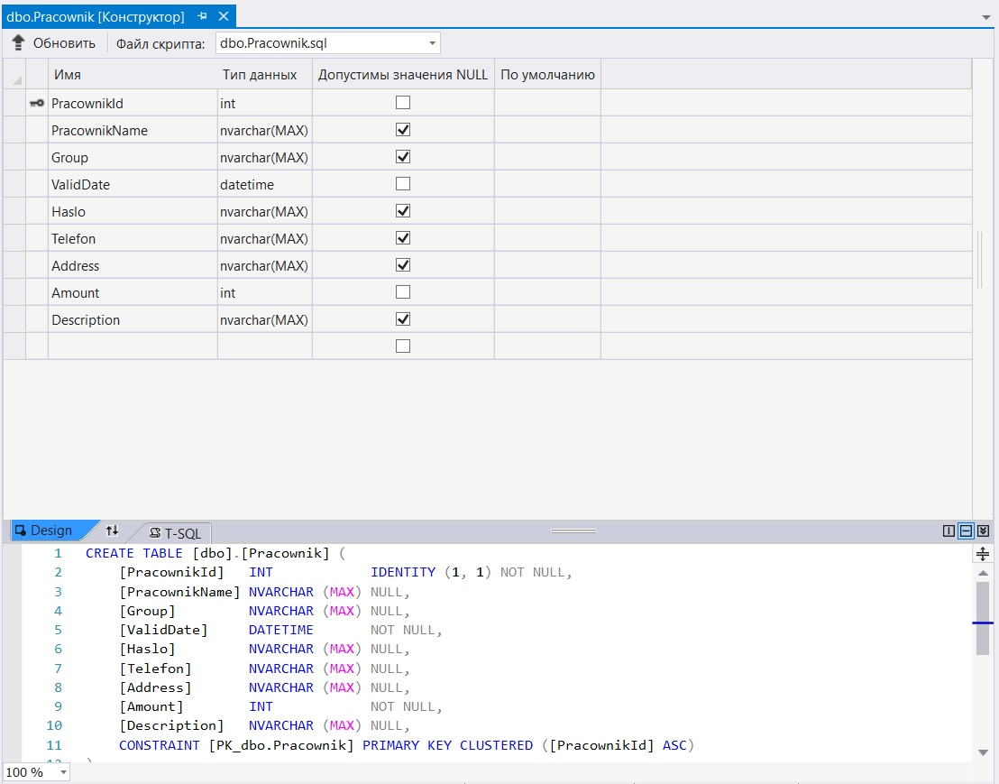 dbo.Pracownik [Конструктор]
Обновить Файл скрипта: dbo.Pracownik.sql
Имя Тип данных Допустимы значения NULL По умолчанию
PracownikId int
PracownikName nvarchar(MAX)
Group nvarchar(MAX)
ValidDate datetime
Haslo nvarchar(MAX)
Telefon nvarchar(MAX)
Address nvarchar(MAX)
Amount int
Description nvarchar(MAX)
Design T-SQL
1 CREATE TABLE [dbo].[Pracownik] (
2 [PracownikId] INT IDENTITY (1, 1) NOT NULL,
3 [PracownikName] NVARCHAR (MAX) NULL,
4 [Group] NVARCHAR (MAX) NULL,
5 [ValidDate] DATETIME NOT NULL,
6 [Haslo] NVARCHAR (MAX) NULL,
7 [Telefon] NVARCHAR (MAX) NULL,
8 [Address] NVARCHAR (MAX) NULL,
9 [Amount] INT NOT NULL,
10 [Description] NVARCHAR (MAX) NULL,
11 CONSTRAINT [PK_dbo.Pracownik] PRIMARY KEY CLUSTERED ([PracownikId] ASC)
100 %